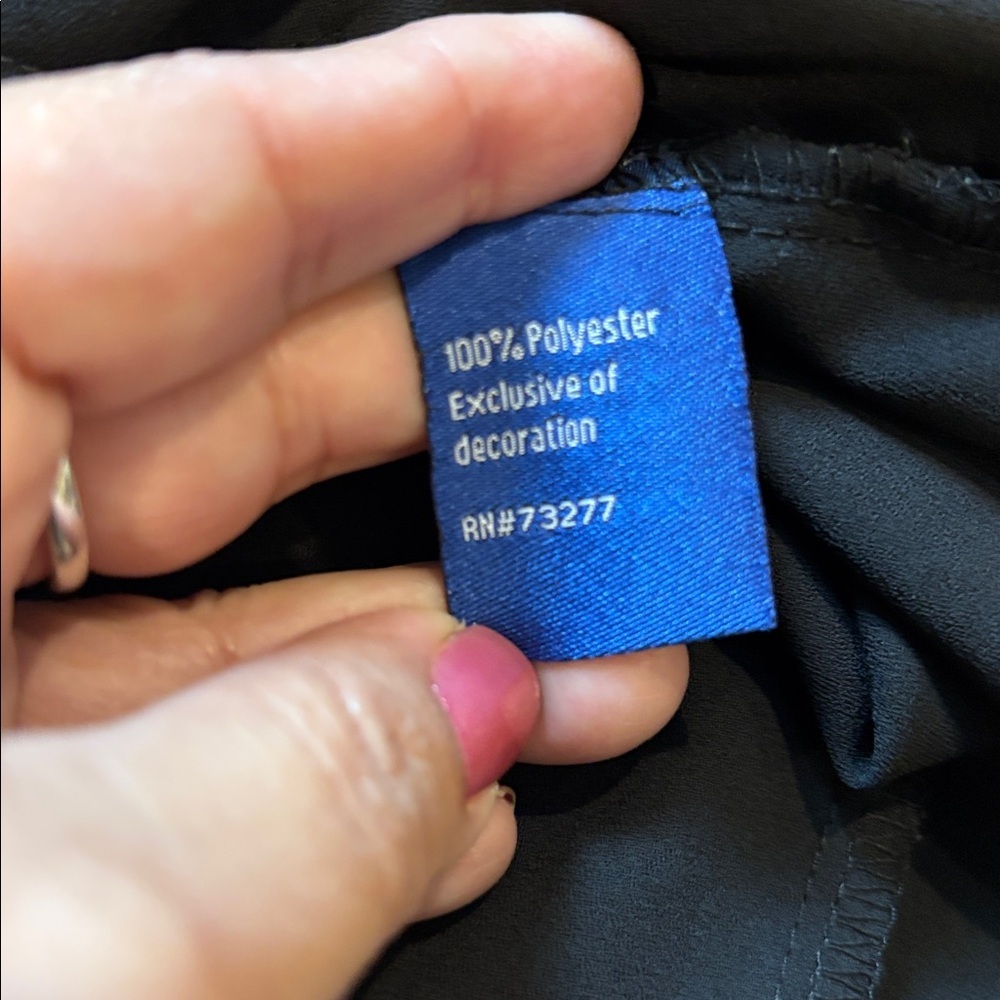 100% Polyester
Exclusive of
decoration
RN#73277